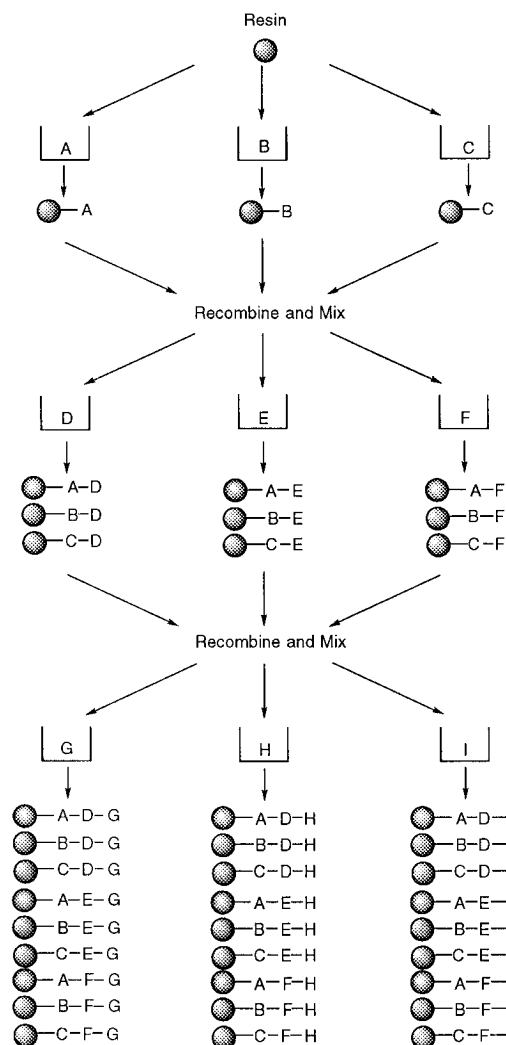 Resin
A B C
A B C
Recombine and Mix
D E F
A–D A–E A–F
B–D B–E B–F
C–D C–E C–F
Recombine and Mix
G H I
A–D–G A–D–H A–D–
B–D–G B–D–H B–D–
C–D–G C–D–H C–D–
A–E–G A–E–H A–E–
B–E–G B–E–H B–E–
C–E–G C–E–H C–E–
A–F–G A–F–H A–F–
B–F–G B–F–H B–F–
C–F–G C–F–H C–F–